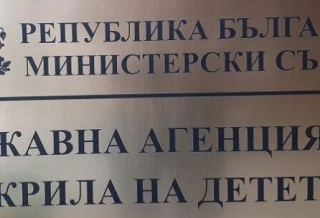 РЕПУБЛИКА БЪЛГА
МИНИСТЕРСКИ СЪ
ЖАВНА АГЕНЦИЯ
КРИЛА НА ДЕТЕТ